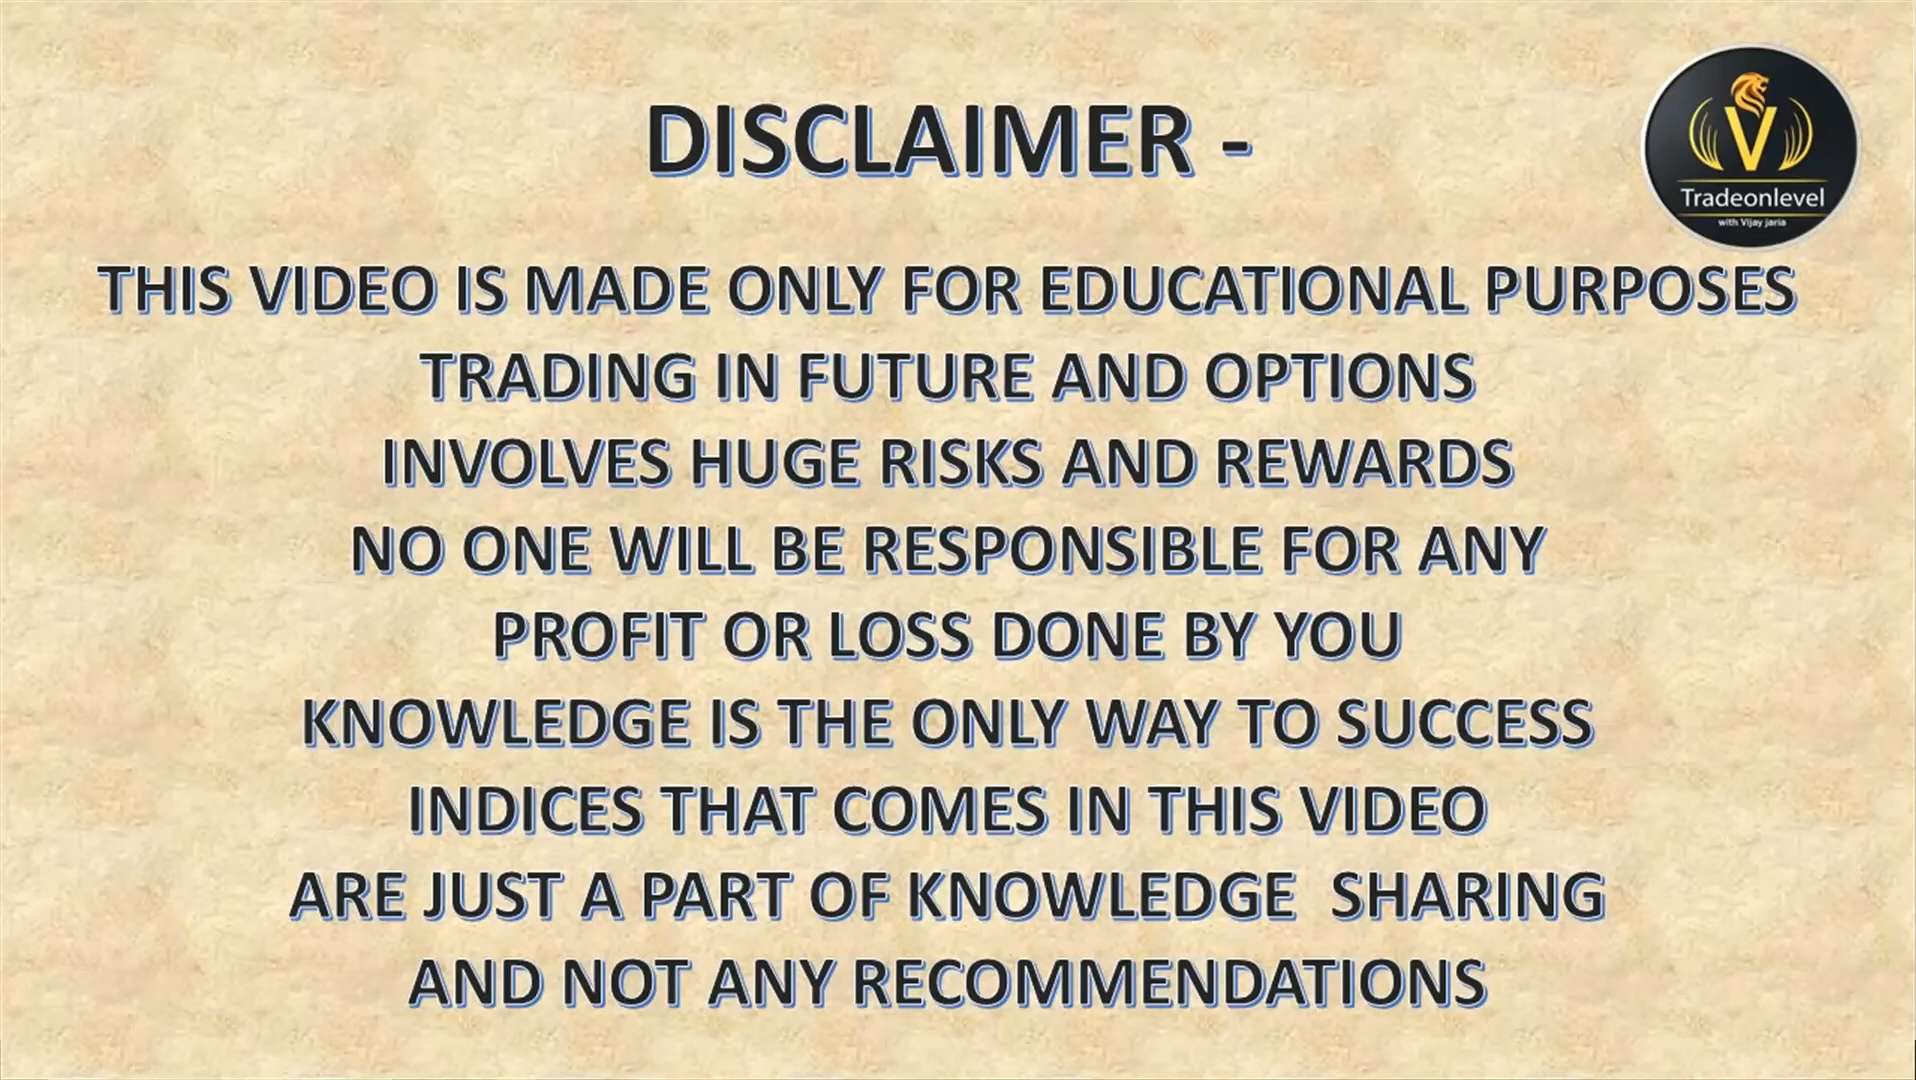 DISCLAIMER -
V
Tradeonlevel
with Vijay jaria
THIS VIDEO IS MADE ONLY FOR EDUCATIONAL PURPOSES
TRADING IN FUTURE AND OPTIONS
INVOLVES HUGE RISKS AND REWARDS
NO ONE WILL BE RESPONSIBLE FOR ANY
PROFIT OR LOSS DONE BY YOU
KNOWLEDGE IS THE ONLY WAY TO SUCCESS
INDICES THAT COMES IN THIS VIDEO
ARE JUST A PART OF KNOWLEDGE  SHARING
AND NOT ANY RECOMMENDATIONS